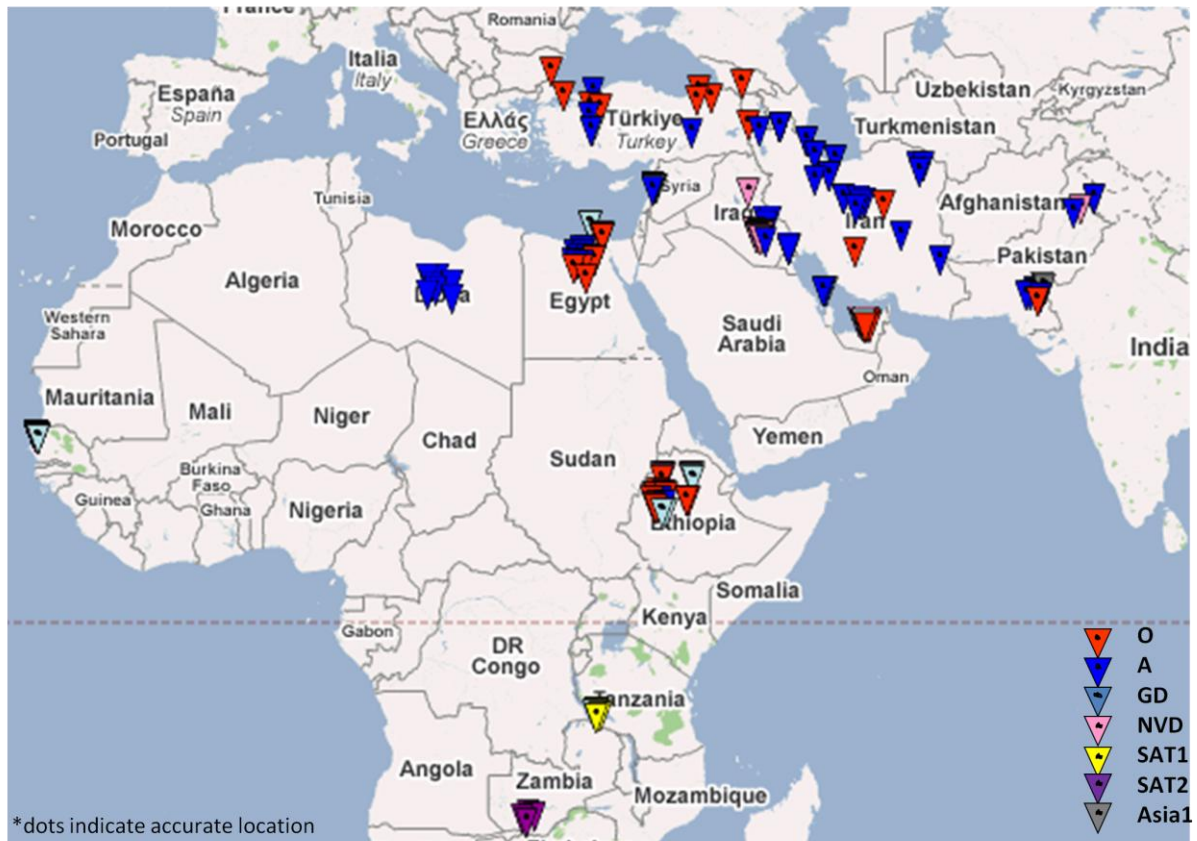 France
Romania
Italia
Italy
España
Spain
Portugal
Ελλάς
Greece
Türkiye
Turkey
Uzbekistan
Kyrgyzstan
Turkmenistan
Tunisia
Syria
Morocco
Iraq
Iran
Afghanistan
Algeria
Pakistan
Egypt
Western
Sahara
Saudi
Arabia
India
Oman
Mauritania
Mali
Niger
Chad
Sudan
Yemen
Burkina
Faso
Guinea
Ghana
Nigeria
Ethiopia
Somalia
Kenya
Gabon
DR
Congo
Tanzania
Angola
Zambia
Mozambique
O
A
GD
NVD
SAT1
SAT2
Asia1
*dots indicate accurate location